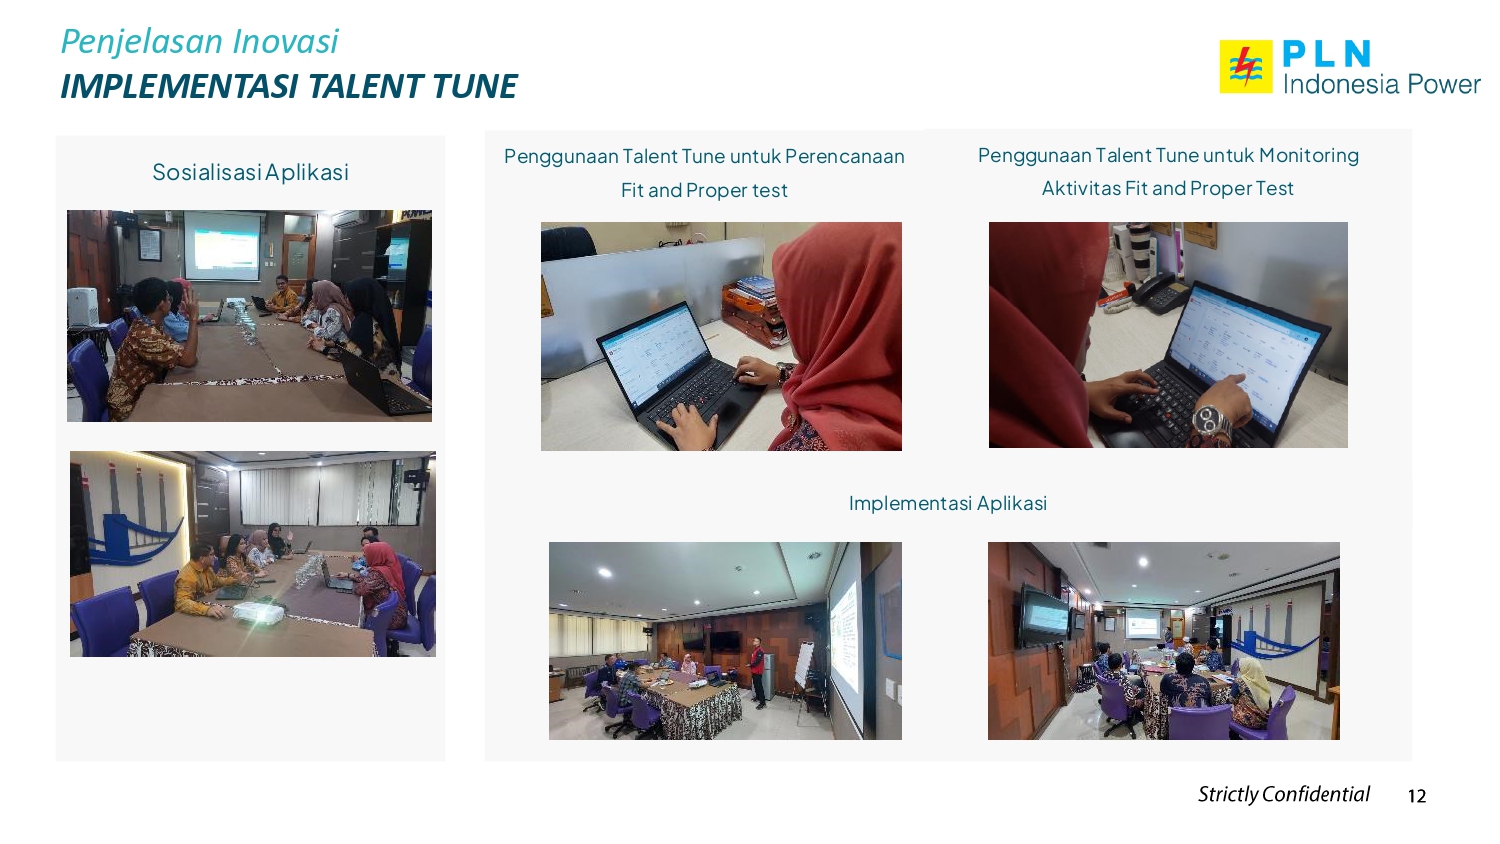 Penjelasan Inovasi
IMPLEMENTASI TALENT TUNE
PLN
Indonesia Power
Sosialisasi Aplikasi
Penggunaan Talent Tune untuk Perencanaan
Fit and Proper test
Penggunaan Talent Tune untuk Monitoring
Aktivitas Fit and Proper Test
Implementasi Aplikasi
Strictly Confidential
12